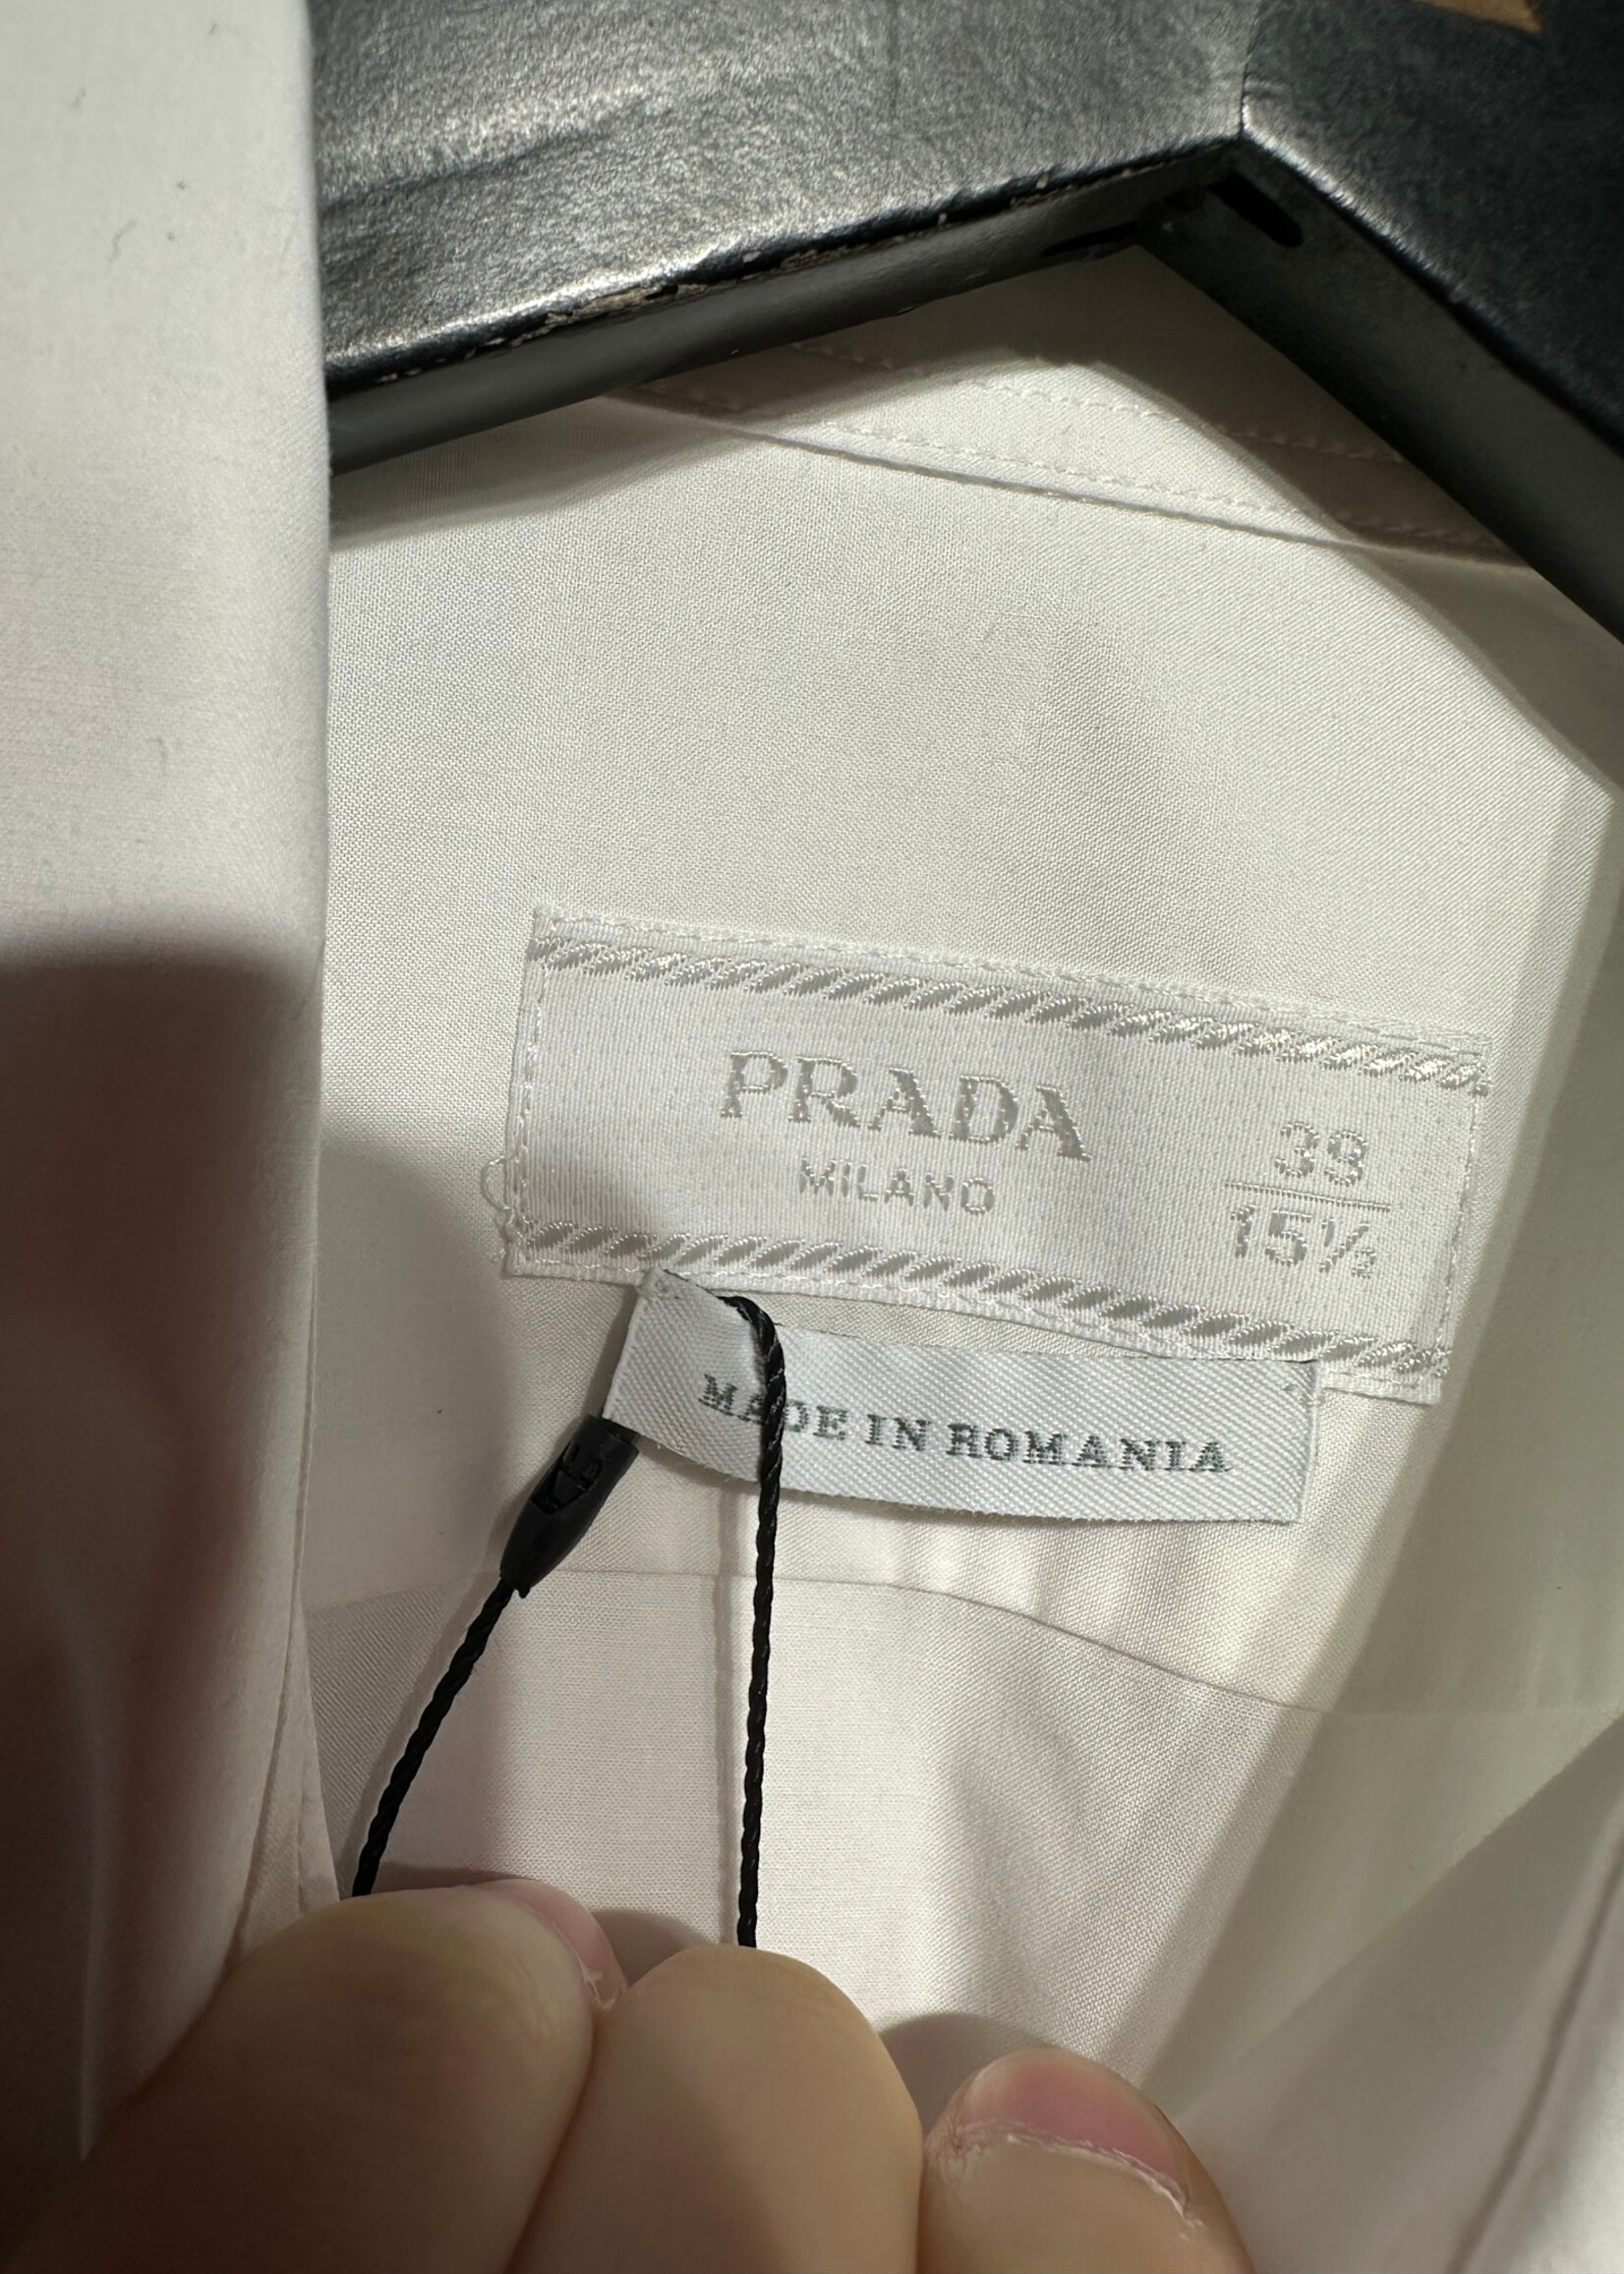 PRADA
MILANO
39
15½
MADE IN ROMANIA